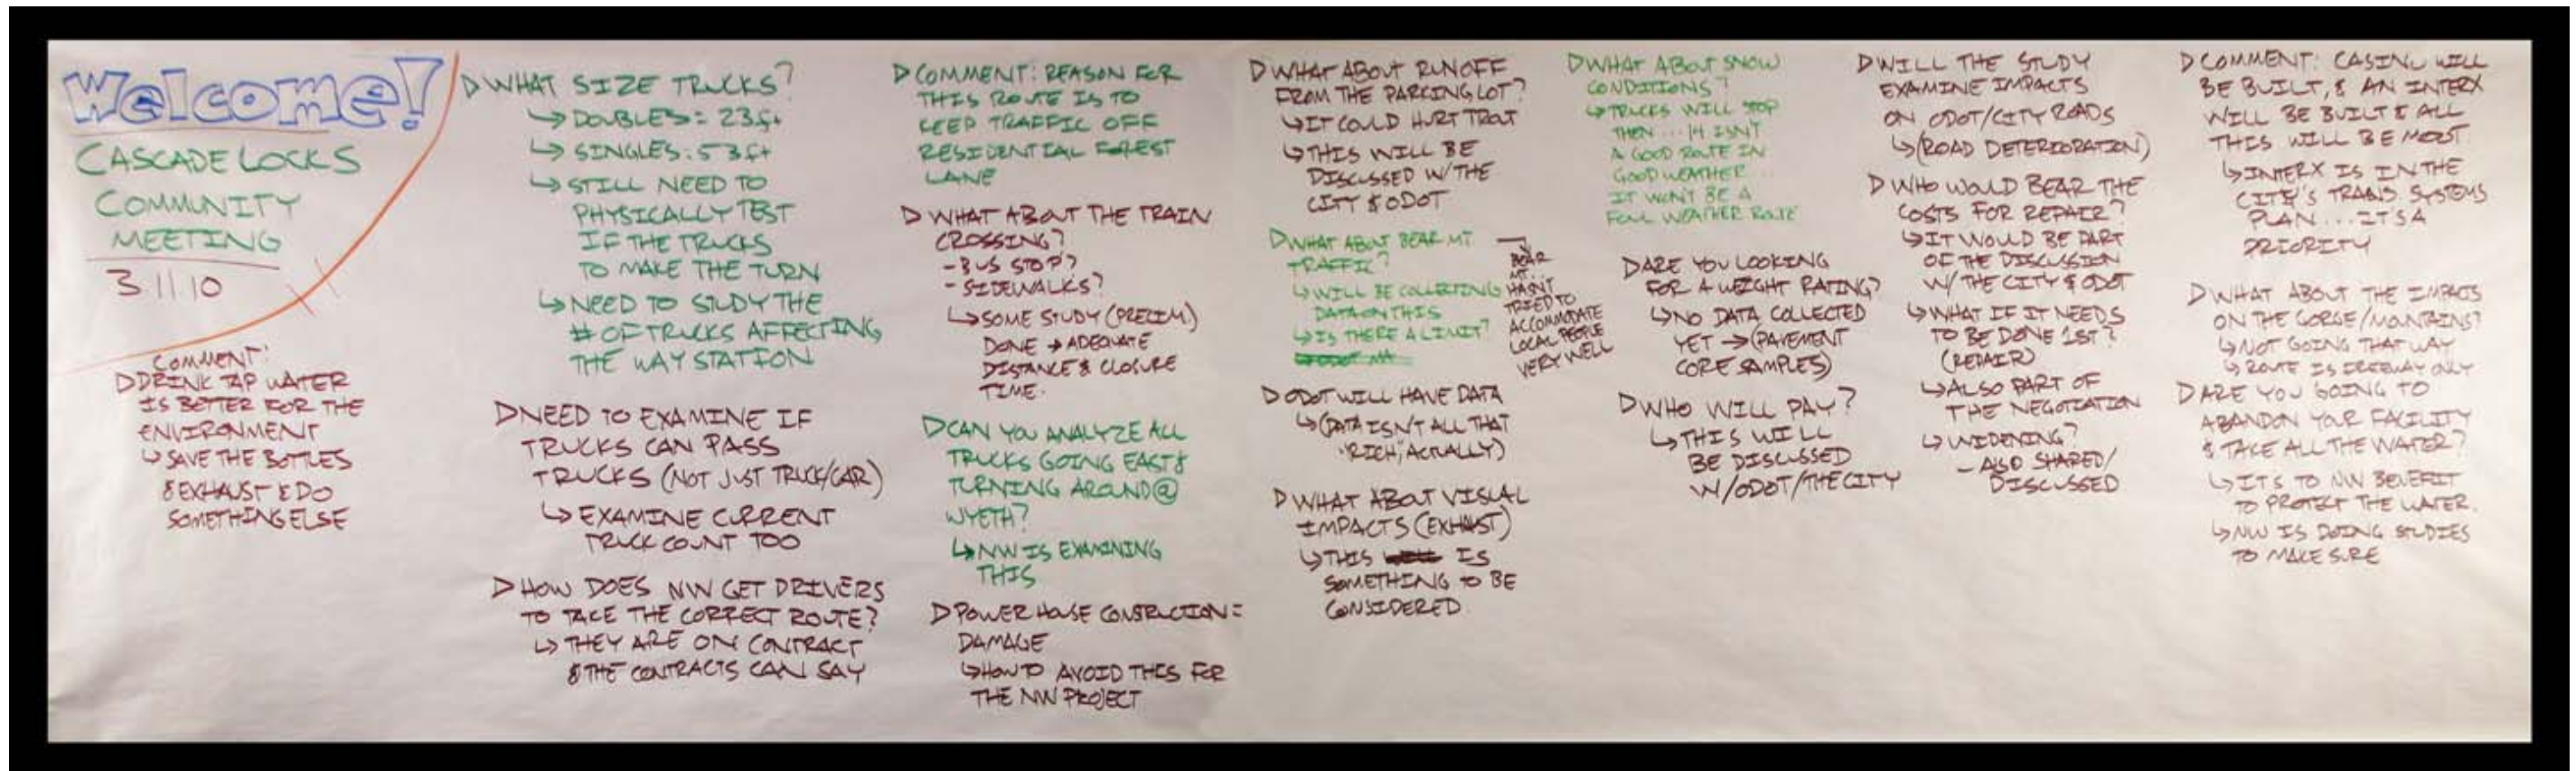 Welcome!
CASCADE LOCKS
COMMUNITY
MEETING
3.11.10
COMMENT:
▷DRINK TAP WATER
IS BETTER FOR THE
ENVIRONMENT
↳ SAVE THE BOTTLES
& EXHAUST & DO
SOMETHING ELSE
▷WHAT SIZE TRUCKS?
↳ DOUBLES = 23ft
↳ SINGLES: 53ft
↳ STILL NEED TO
PHYSICALLY TEST
IF THE TRUCKS
TO MAKE THE TURN
↳ NEED TO STUDY THE
# OF TRUCKS AFFECTING
THE WAY STATION
▷NEED TO EXAMINE IF
TRUCKS CAN PASS
TRUCKS (NOT JUST TRUCK/CAR)
↳ EXAMINE CURRENT
TRUCK COUNT TOO
▷HOW DOES NW GET DRIVERS
TO TAKE THE CORRECT ROUTE?
↳ THEY ARE ON CONTRACT
& THE CONTRACTS CAN SAY
▷COMMENT: REASON FOR
THIS ROUTE IS TO
KEEP TRAFFIC OFF
RESIDENTIAL FOREST
LANE
▷WHAT ABOUT THE TRAIN
CROSSING?
- BUS STOP?
- SIDEWALKS?
↳ SOME STUDY (PRELIM.)
DONE → ADEQUATE
DISTANCE & CLOSURE
TIME.
▷CAN YOU ANALYZE ALL
TRUCKS GOING EAST &
TURNING AROUND @
WYETH?
↳ NW IS EXAMINING
THIS
▷POWER HOUSE CONSTRUCTION =
DAMAGE
↳ HOW TO AVOID THIS FOR
THE NW PROJECT
▷WHAT ABOUT RUNOFF
FROM THE PARKING LOT?
↳ IT COULD HURT TROUT
↳ THIS WILL BE
DISCUSSED W/THE
CITY & ODOT
▷WHAT ABOUT BEAR MT.
TRAFFIC?
↳ WILL BE COLLECTING
DATA ON THIS
↳ IS THERE A LIMIT?
BEAR
MT...
HASN'T
TRIED TO
ACCOMMODATE
LOCAL PEOPLE
VERY WELL
▷ODOT WILL HAVE DATA
↳ (DATA ISN'T ALL THAT
"RICH", ACTUALLY)
▷WHAT ABOUT VISUAL
IMPACTS (EXHAUST)
↳ THIS IS
SOMETHING TO BE
CONSIDERED
▷WHAT ABOUT SNOW
CONDITIONS?
↳ TRUCKS WILL STOP
THEN... IT ISN'T
A GOOD ROUTE IN
GOOD WEATHER...
IT WON'T BE A
FOUL WEATHER ROUTE
▷ARE YOU LOOKING
FOR A WEIGHT RATING?
↳ NO DATA COLLECTED
YET → (PAVEMENT
CORE SAMPLES)
▷WHO WILL PAY?
↳ THIS WILL
BE DISCUSSED
W/ODOT/THE CITY
▷WILL THE STUDY
EXAMINE IMPACTS
ON ODOT/CITY ROADS
↳ (ROAD DETERIORATION)
▷WHO WOULD BEAR THE
COSTS FOR REPAIR?
↳ IT WOULD BE PART
OF THE DISCUSSION
W/ THE CITY & ODOT
↳ WHAT IF IT NEEDS
TO BE DONE 1ST?
(REPAIR)
↳ ALSO PART OF
THE NEGOTIATION
↳ WIDENING?
- ALSO SHARED/
DISCUSSED
▷COMMENT: CASINO WILL
BE BUILT, & AN INTERX
WILL BE BUILT & ALL
THIS WILL BE MOOT.
↳ INTERX IS IN THE
CITY'S TRANS. SYSTEMS
PLAN... IT'S A
PRIORITY
▷WHAT ABOUT THE IMPACTS
ON THE GORGE/MOUNTAINS?
↳ NOT GOING THAT WAY
↳ ROUTE IS FREEWAY ONLY
▷ARE YOU GOING TO
ABANDON YOUR FACILITY
& TAKE ALL THE WATER?
↳ ITS TO NW BENEFIT
TO PROTECT THE WATER.
↳ NW IS DOING STUDIES
TO MAKE SURE